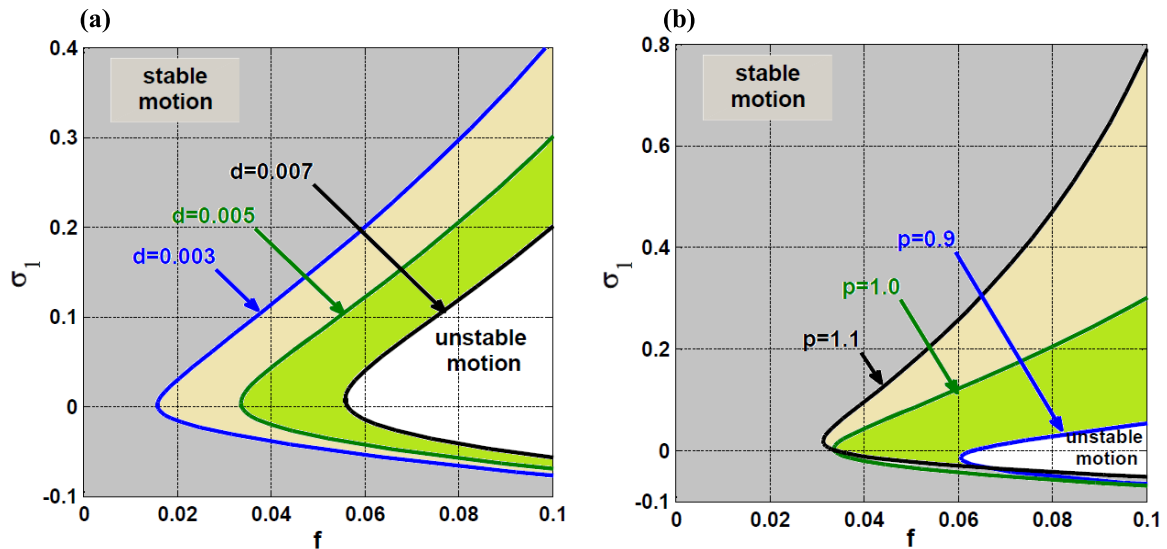 (a)
0.4
0.3
0.2
0.1
0
-0.1
σ1
stable
motion
d=0.007
d=0.005
d=0.003
unstable
motion
0
0.02
0.04
0.06
0.08
0.1
f
(b)
0.8
0.6
0.4
0.2
0
-0.1
σ1
stable
motion
p=0.9
p=1.0
p=1.1
unstable
motion
0
0.02
0.04
0.06
0.08
0.1
f